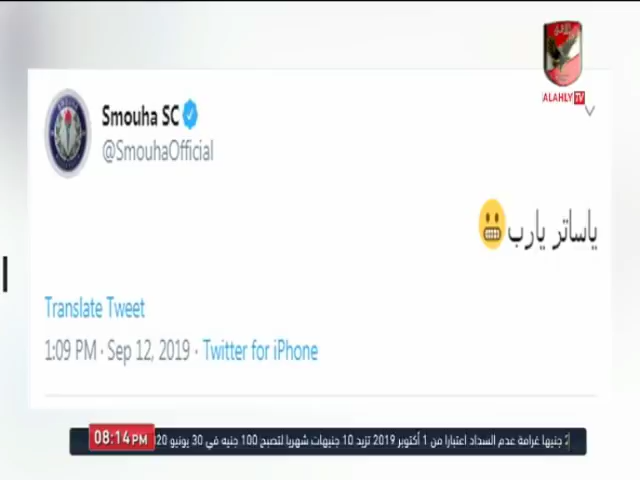 ALAHLY TV
Smouha SC
@SmouhaOfficial
ياساتر يارب😬
Translate Tweet
1:09 PM · Sep 12, 2019 · Twitter for iPhone
08:14 PM
جنيها غرامة عدم السداد اعتبارا من 1 أكتوبر 2019 تزيد 10 جنيهات شهريا لتصبح 100 جنيه في 30 يونيو